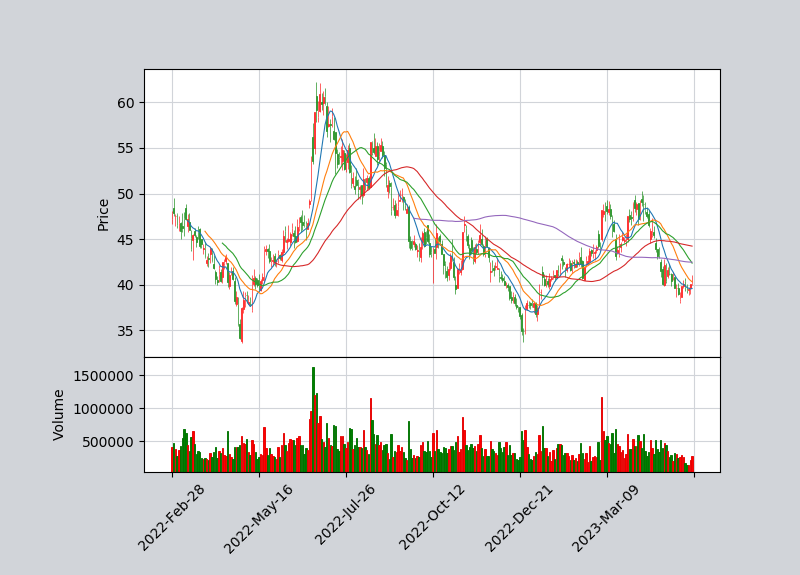 60
55
50
45
40
35
Price
1500000
1000000
500000
Volume
2022-Feb-28
2022-May-16
2022-Jul-26
2022-Oct-12
2022-Dec-21
2023-Mar-09